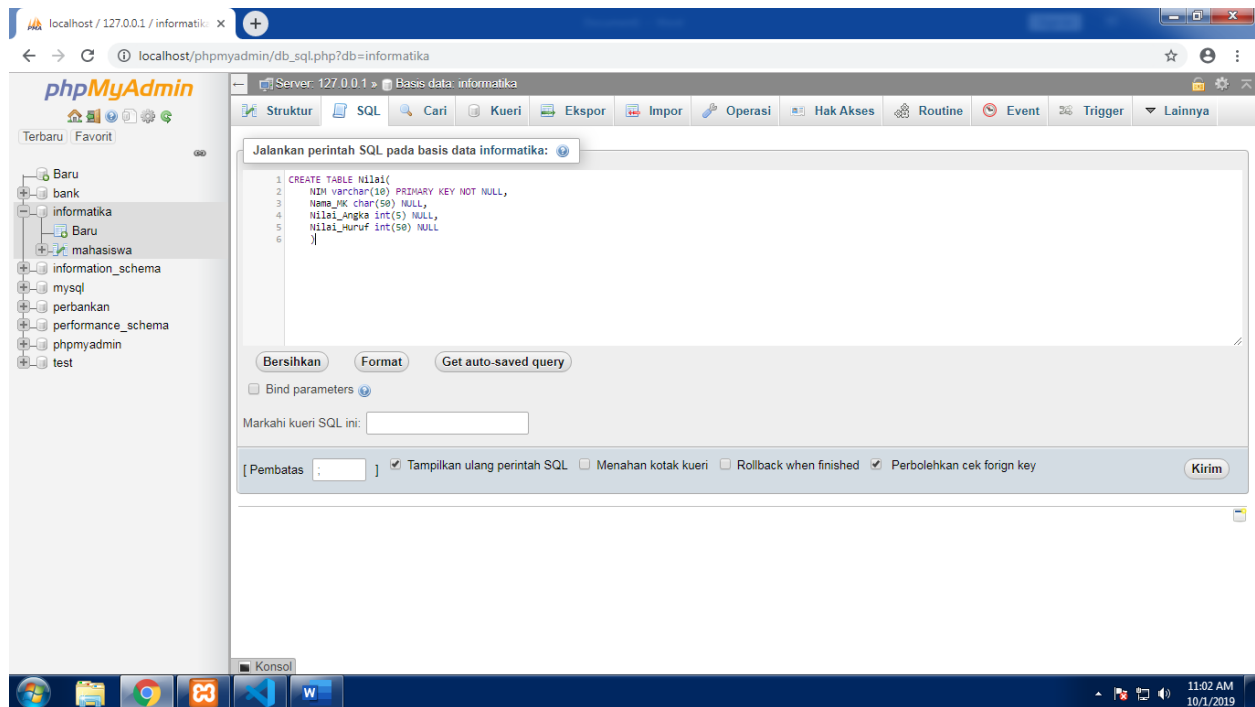 localhost / 127.0.0.1 / informatik
localhost/phpmyadmin/db_sql.php?db=informatika
phpMyAdmin
Terbaru Favorit
Baru
bank
informatika
Baru
mahasiswa
information_schema
mysql
perbankan
performance_schema
phpmyadmin
test
Server: 127.0.0.1 » Basis data: informatika
Struktur SQL Cari Kueri Ekspor Impor Operasi Hak Akses Routine Event Trigger Lainnya
Jalankan perintah SQL pada basis data informatika:
1 CREATE TABLE Nilai(
2 NIM varchar(10) PRIMARY KEY NOT NULL,
3 Nama_MK char(50) NULL,
4 Nilai_Angka int(5) NULL,
5 Nilai_Huruf int(50) NULL
6 )
Bersihkan Format Get auto-saved query
Bind parameters
Markahi kueri SQL ini:
[ Pembatas ; ] Tampilkan ulang perintah SQL Menahan kotak kueri Rollback when finished Perbolehkan cek forign key Kirim
Konsol
11:02 AM
10/1/2019